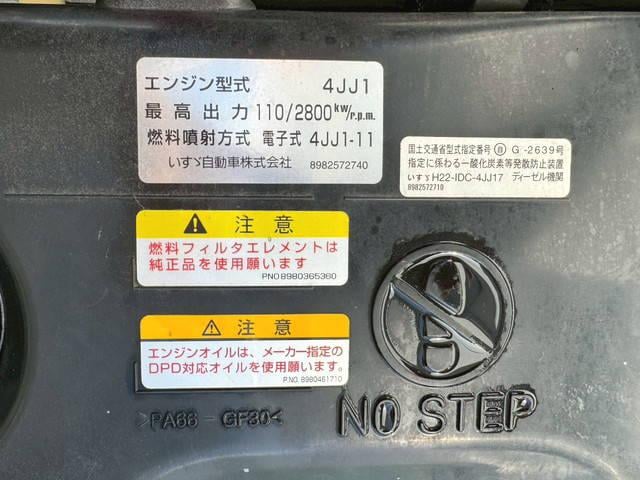 エンジン型式 4JJ1
最高出力 110/2800kw/r.p.m.
燃料噴射方式 電子式 4JJ1-11
いすゞ自動車株式会社 8982572740
国土交通省型式指定番号 Ⓑ G -2639号
指定に係わる一酸化炭素等発散防止装置
いすゞ H22-IDC-4JJ17 ディーゼル機関
8982572710
注意
燃料フィルタエレメントは
純正品を使用願います
PNO8980365360
注意
エンジンオイルは、メーカー指定の
DPD対応オイルを使用願います。
P.NO. 8980461710
>PA66-GF30<
NO STEP